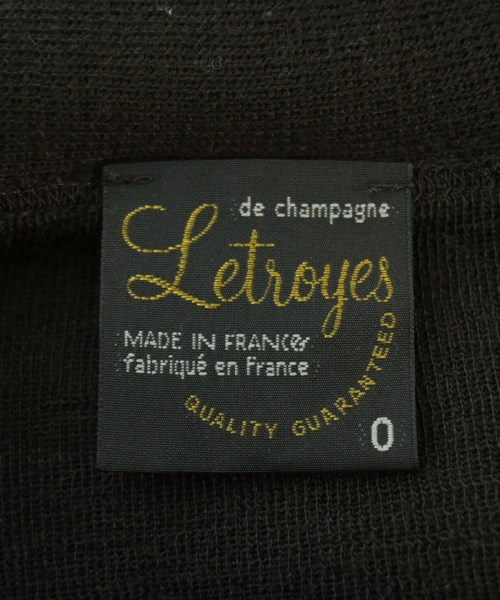 de champagne
Letroyes
MADE IN FRANCE
fabriqué en france
QUALITY GUARANTEED
0